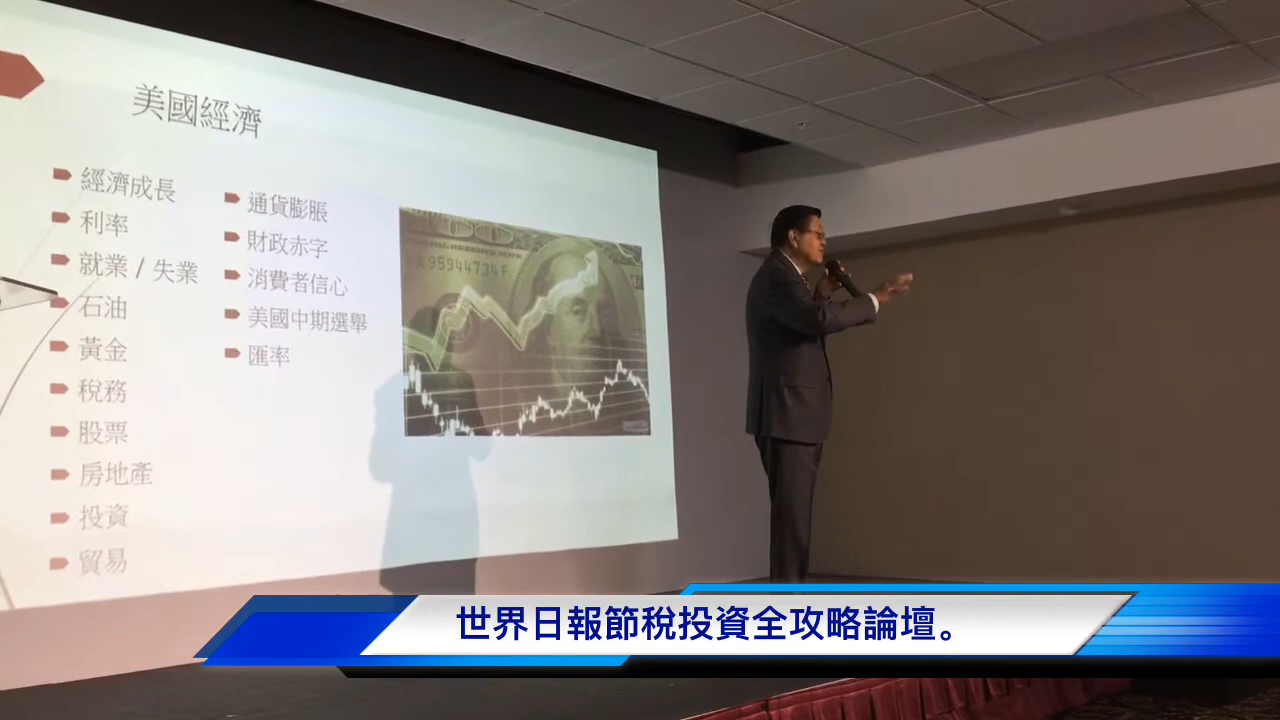 美國經濟
經濟成長
利率
就業 / 失業
石油
黃金
稅務
股票
房地產
投資
貿易
通貨膨脹
財政赤字
消費者信心
美國中期選舉
匯率
95944734 F
世界日報節稅投資全攻略論壇。